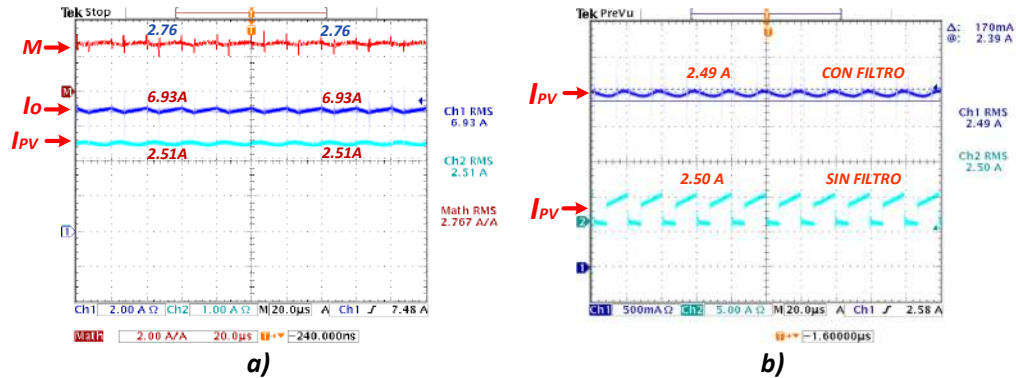 Tek Stop
T
2.76
2.76
M
M
6.93A
6.93A
Io
IPV
2.51A
2.51A
1
Ch1 RMS
6.93 A
Ch2 RMS
2.51 A
Math RMS
2.767 A/A
Ch1 2.00 A Ω Ch2 1.00 A Ω M 20.0µs A Ch1 ƒ 7.48 A
Math 2.00 A/A 20.0µs T -240.000ns
a)
Tek PreVu
T
Δ: 170mA
@: 2.39 A
2.49 A CON FILTRO
IPV
Ch1 RMS
2.49 A
Ch2 RMS
2.50 A
2.50 A SIN FILTRO
IPV
2
1
Ch1 500mA Ω Ch2 5.00 A Ω M 20.0µs A Ch1 ƒ 2.58 A
T -1.60000µs
b)